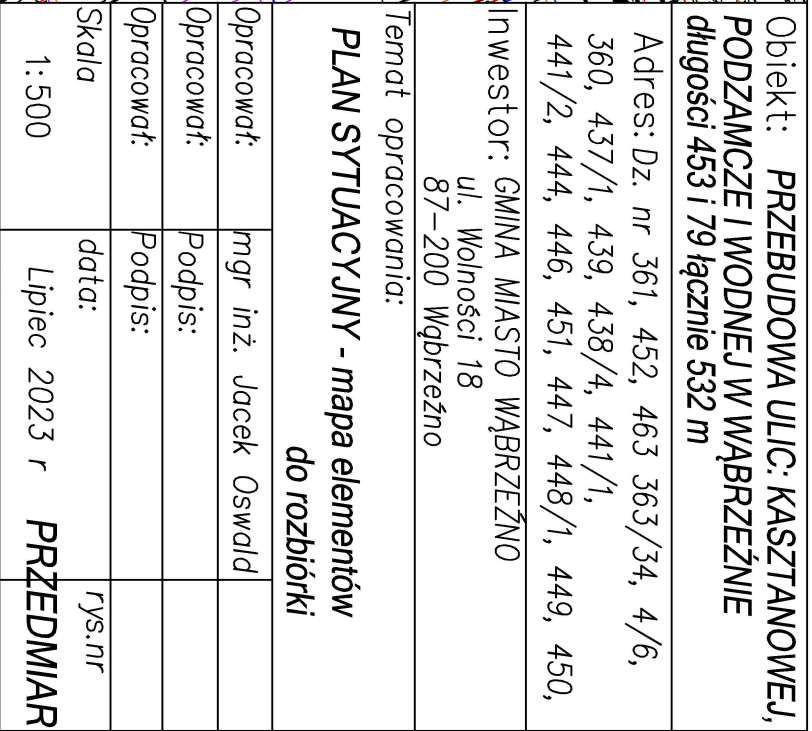 Obiekt: PRZEBUDOWA ULIC: KASZTANOWEJ,
PODZAMCZE I WODNEJ W WĄBRZEŹNIE
długości 453 i 79 łącznie 532 m
Adres: Dz. nr 361, 452, 463 363/34, 4/6,
360, 437/1, 439, 438/4, 441/1,
441/2, 444, 446, 451, 447, 448/1, 449, 450,
Inwestor: GMINA MIASTO WĄBRZEŹNO
ul. Wolności 18
87-200 Wąbrzeźno
Temat opracowania:
PLAN SYTUACYJNY - mapa elementów
do rozbiórki
Opracował: mgr inż. Jacek Oswald
Opracował: Podpis:
Opracował: Podpis:
Skala data: rys.nr
1:500 Lipiec 2023 r PRZEDMIAR